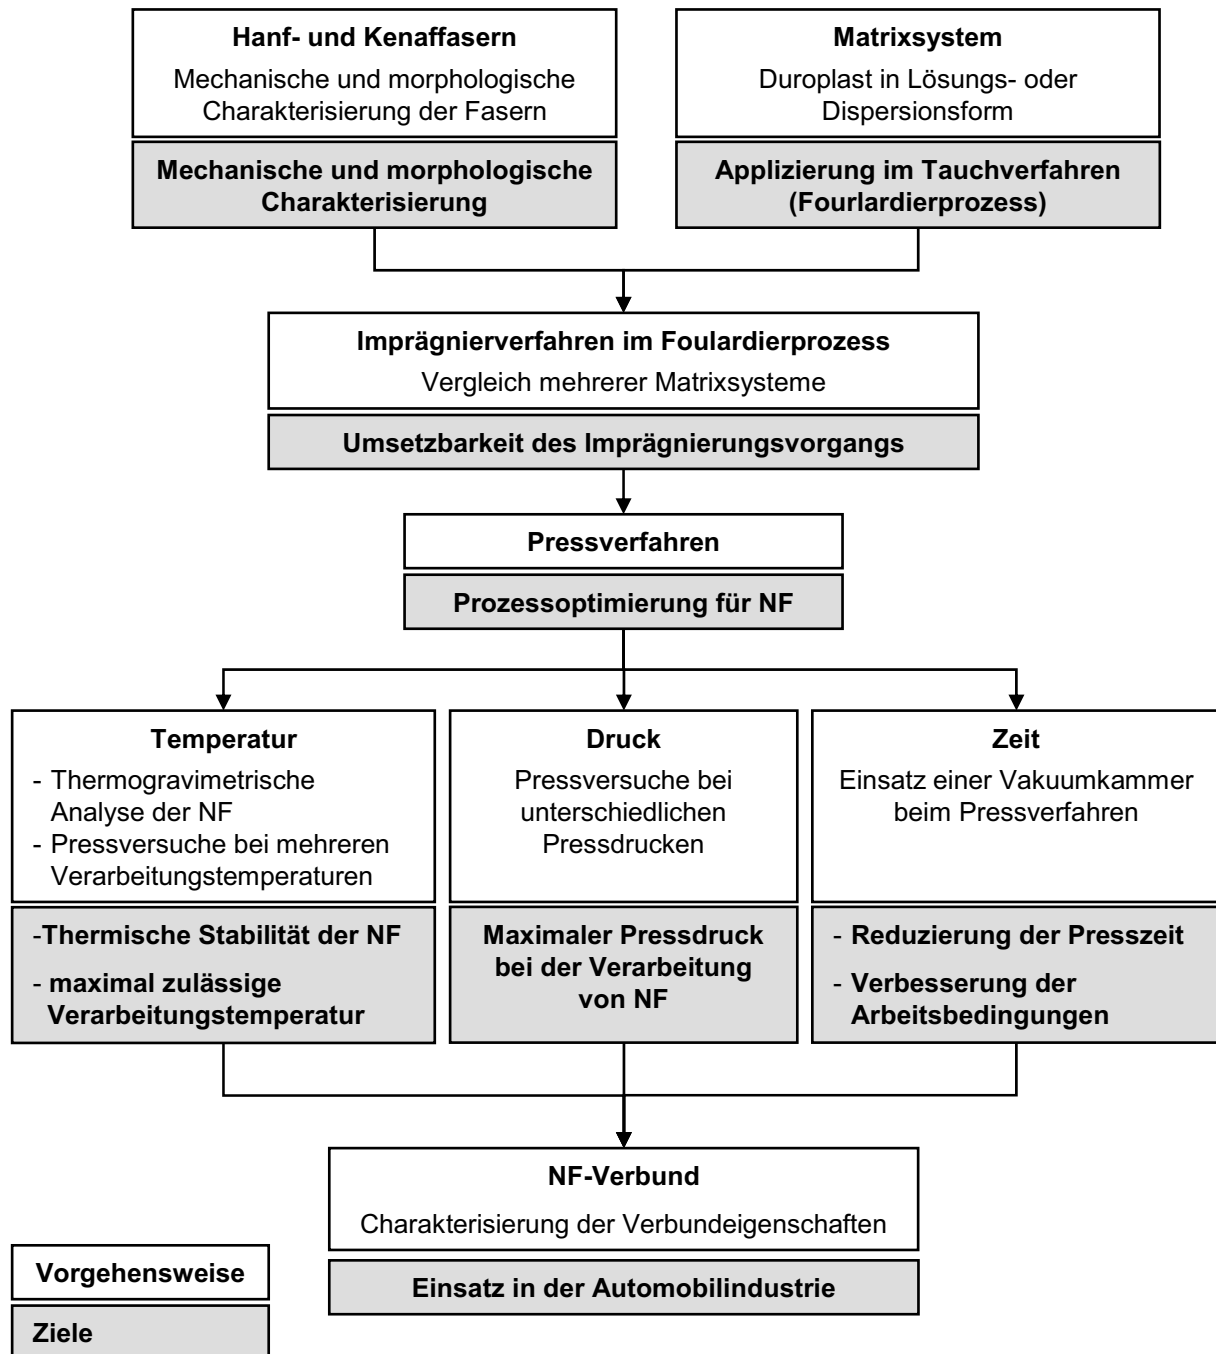 Hanf- und Kenaffasern
Mechanische und morphologische
Charakterisierung der Fasern
Mechanische und morphologische
Charakterisierung
Matrixsystem
Duroplast in Lösungs- oder
Dispersionsform
Applizierung im Tauchverfahren
(Fourlardierprozess)
Imprägnierverfahren im Foulardierprozess
Vergleich mehrerer Matrixsysteme
Umsetzbarkeit des Imprägnierungsvorgangs
Pressverfahren
Prozessoptimierung für NF
Temperatur
- Thermogravimetrische
Analyse der NF
- Pressversuche bei mehreren
Verarbeitungstemperaturen
-Thermische Stabilität der NF
- maximal zulässige
Verarbeitungstemperatur
Druck
Pressversuche bei
unterschiedlichen
Pressdrucken
Maximaler Pressdruck
bei der Verarbeitung
von NF
Zeit
Einsatz einer Vakuumkammer
beim Pressverfahren
- Reduzierung der Presszeit
- Verbesserung der
Arbeitsbedingungen
NF-Verbund
Charakterisierung der Verbundeigenschaften
Einsatz in der Automobilindustrie
Vorgehensweise
Ziele